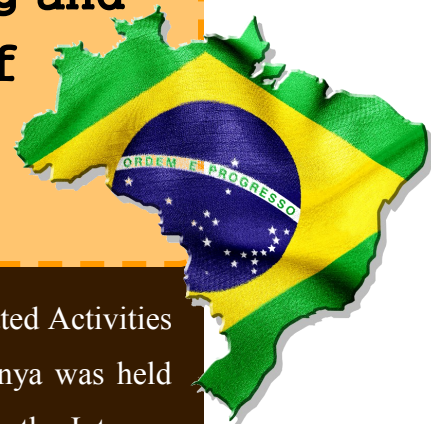 g and
f
ORDEM E PROGRESSO
ted Activities
nya was held